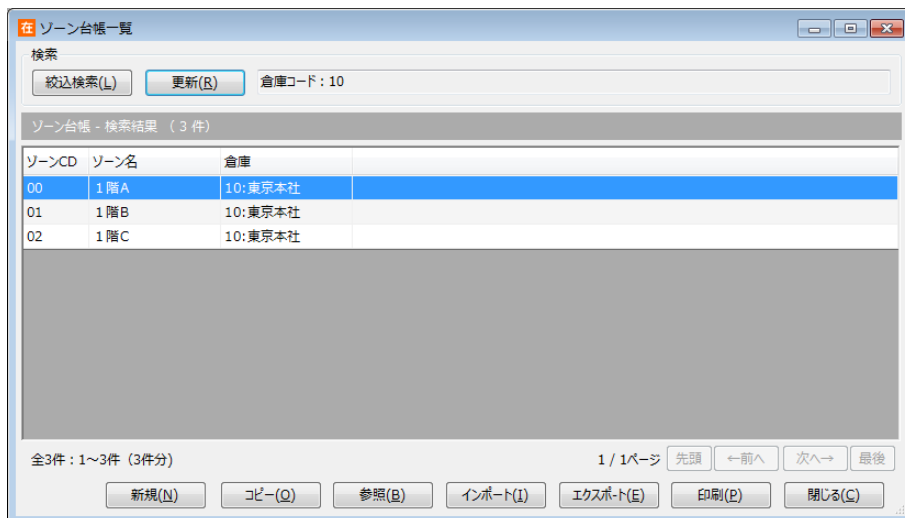 在 ゾーン台帳一覧
検索
絞込検索(L) 更新(R) 倉庫コード：10
ゾーン台帳 - 検索結果 （３件）
ゾーンCD ゾーン名 倉庫
00 １階A 10:東京本社
01 １階B 10:東京本社
02 １階C 10:東京本社
全3件：1～3件（3件分） 1 / 1ページ 先頭 ←前へ 次へ→ 最後
新規(N) コピー(O) 参照(B) インポート(I) エクスポート(E) 印刷(P) 閉じる(C)